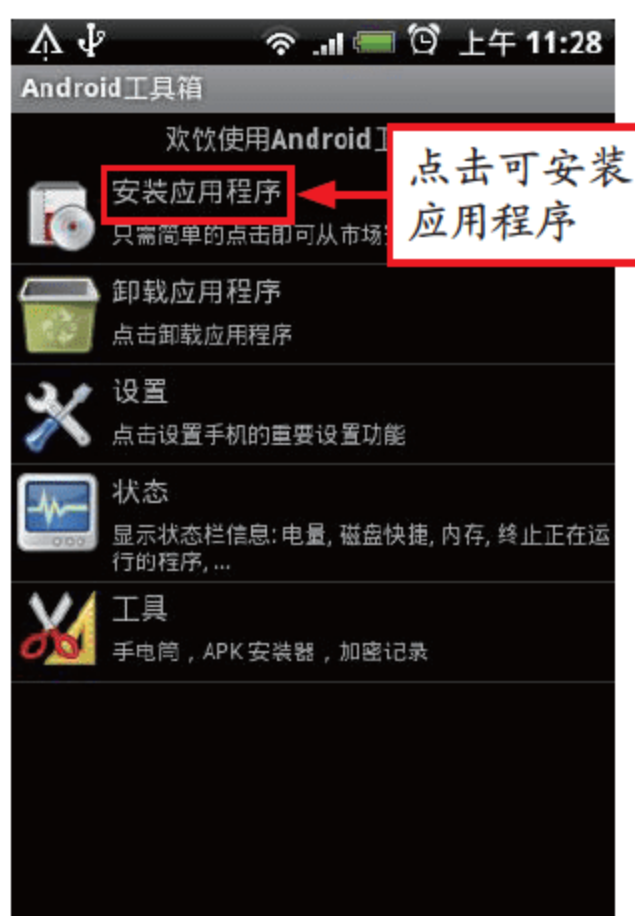 上午 11:28
Android工具箱
欢饮使用Android
安装应用程序
只需简单的点击即可从市场
点击可安装
应用程序
卸载应用程序
点击卸载应用程序
设置
点击设置手机的重要设置功能
状态
显示状态栏信息: 电量, 磁盘快捷, 内存, 终止正在运
行的程序, ...
工具
手电筒 , APK 安装器 , 加密记录